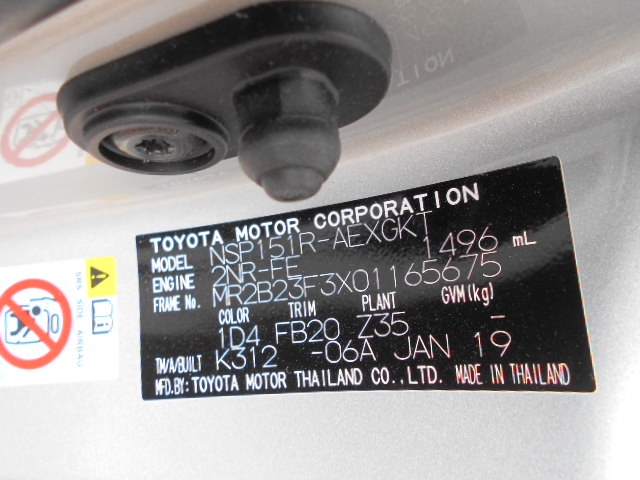 TOYOTA MOTOR CORPORATION
MODEL NSP151R-AEXGKT
ENGINE 2NR-FE 1496 mL
FRAME No. MR2B23F3X01165675
COLOR TRIM PLANT GVM(kg)
1D4 FB20 Z35 -
TM/A/BUILT K312 -06A JAN 19
MFD.BY:TOYOTA MOTOR THAILAND CO.,LTD. MADE IN THAILAND
SRS SIDE AIRBAG